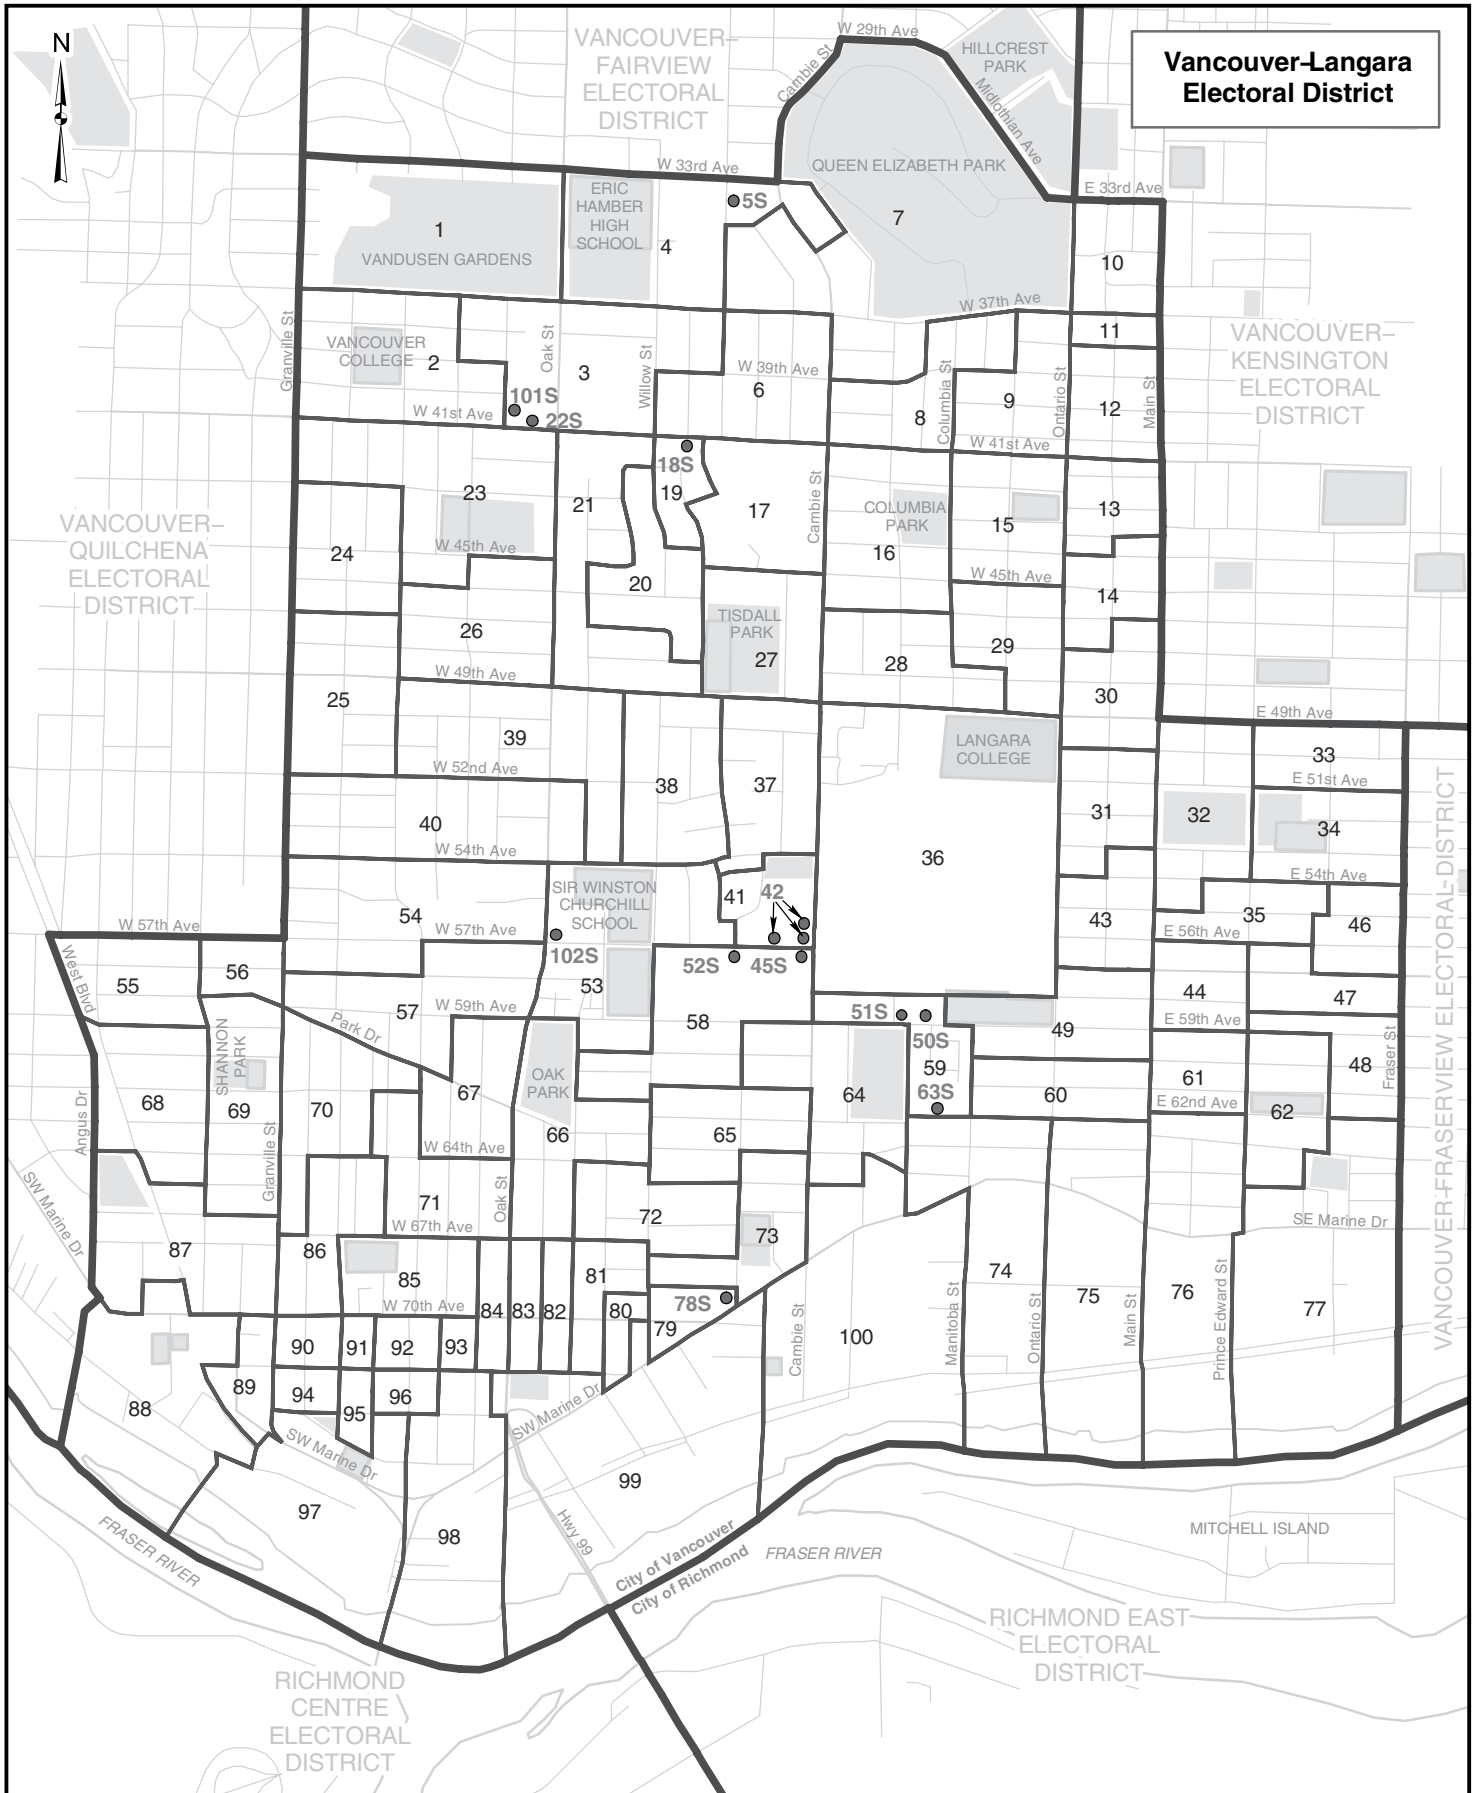 Vancouver–Langara
Electoral District
N
VANCOUVER–
FAIRVIEW
ELECTORAL
DISTRICT
W 29th Ave
HILLCREST
PARK
Cambie St
Midlothian Ave
QUEEN ELIZABETH PARK
7
W 33rd Ave
E 33rd Ave
ERIC
HAMBER
HIGH
SCHOOL
5S
4
1
VANDUSEN GARDENS
10
W 37th Ave
11
Granville St
VANCOUVER
COLLEGE
2
Oak St
3
Willow St
W 39th Ave
6
8
Columbia St
9
Ontario St
12
Main St
VANCOUVER–
KENSINGTON
ELECTORAL
DISTRICT
101S
22S
W 41st Ave
W 41st Ave
18S
19
23
21
17
Cambie St
COLUMBIA
PARK
16
15
13
VANCOUVER–
QUILCHENA
ELECTORAL
DISTRICT
24
W 45th Ave
W 45th Ave
20
14
26
TISDALL
PARK
27
28
29
W 49th Ave
25
30
E 49th Ave
39
LANGARA
COLLEGE
33
W 52nd Ave
38
37
E 51st Ave
31
32
34
40
W 54th Ave
36
E 54th Ave
SIR WINSTON
CHURCHILL
SCHOOL
41
42
54
W 57th Ave
W 57th Ave
43
35
46
E 56th Ave
102S
52S
45S
West Blvd
55
56
53
44
47
57
W 59th Ave
58
51S
50S
49
E 59th Ave
Park Dr
SHANNON
PARK
OAK
PARK
59
63S
60
61
48
Fraser St
68
69
70
67
64
E 62nd Ave
62
Angus Dr
Granville St
W 64th Ave
66
65
VANCOUVER-FRASERVIEW ELECTORAL-DISTRICT
SW Marine Dr
71
Oak St
72
73
W 67th Ave
SE Marine Dr
87
86
85
W 70th Ave
84
83
82
81
80
79
78S
Cambie St
100
Manitoba St
74
Ontario St
75
Main St
76
Prince Edward St
77
90
91
92
93
88
89
94
95
96
SW Marine Dr
SW Marine Dr
97
98
99
Hwy 99
City of Vancouver
City of Richmond
FRASER RIVER
FRASER RIVER
MITCHELL ISLAND
RICHMOND EAST
ELECTORAL
DISTRICT
RICHMOND
CENTRE
ELECTORAL
DISTRICT